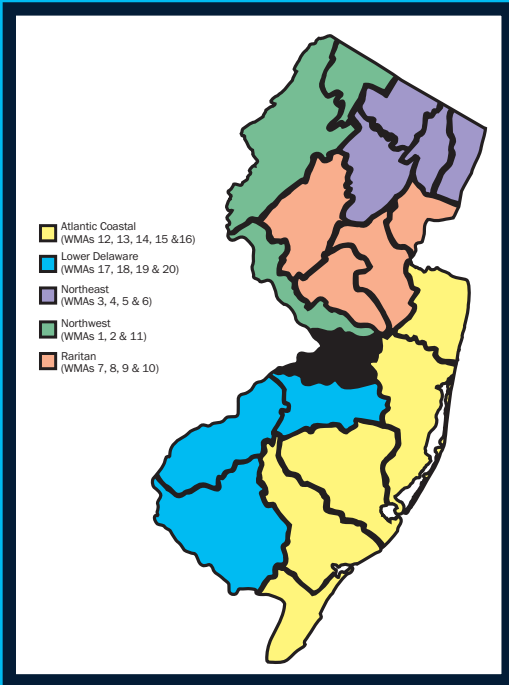 Atlantic Coastal
(WMAs 12, 13, 14, 15 &16)
Lower Delaware
(WMAs 17, 18, 19 & 20)
Northeast
(WMAs 3, 4, 5 & 6)
Northwest
(WMAs 1, 2 & 11)
Raritan
(WMAs 7, 8, 9 & 10)